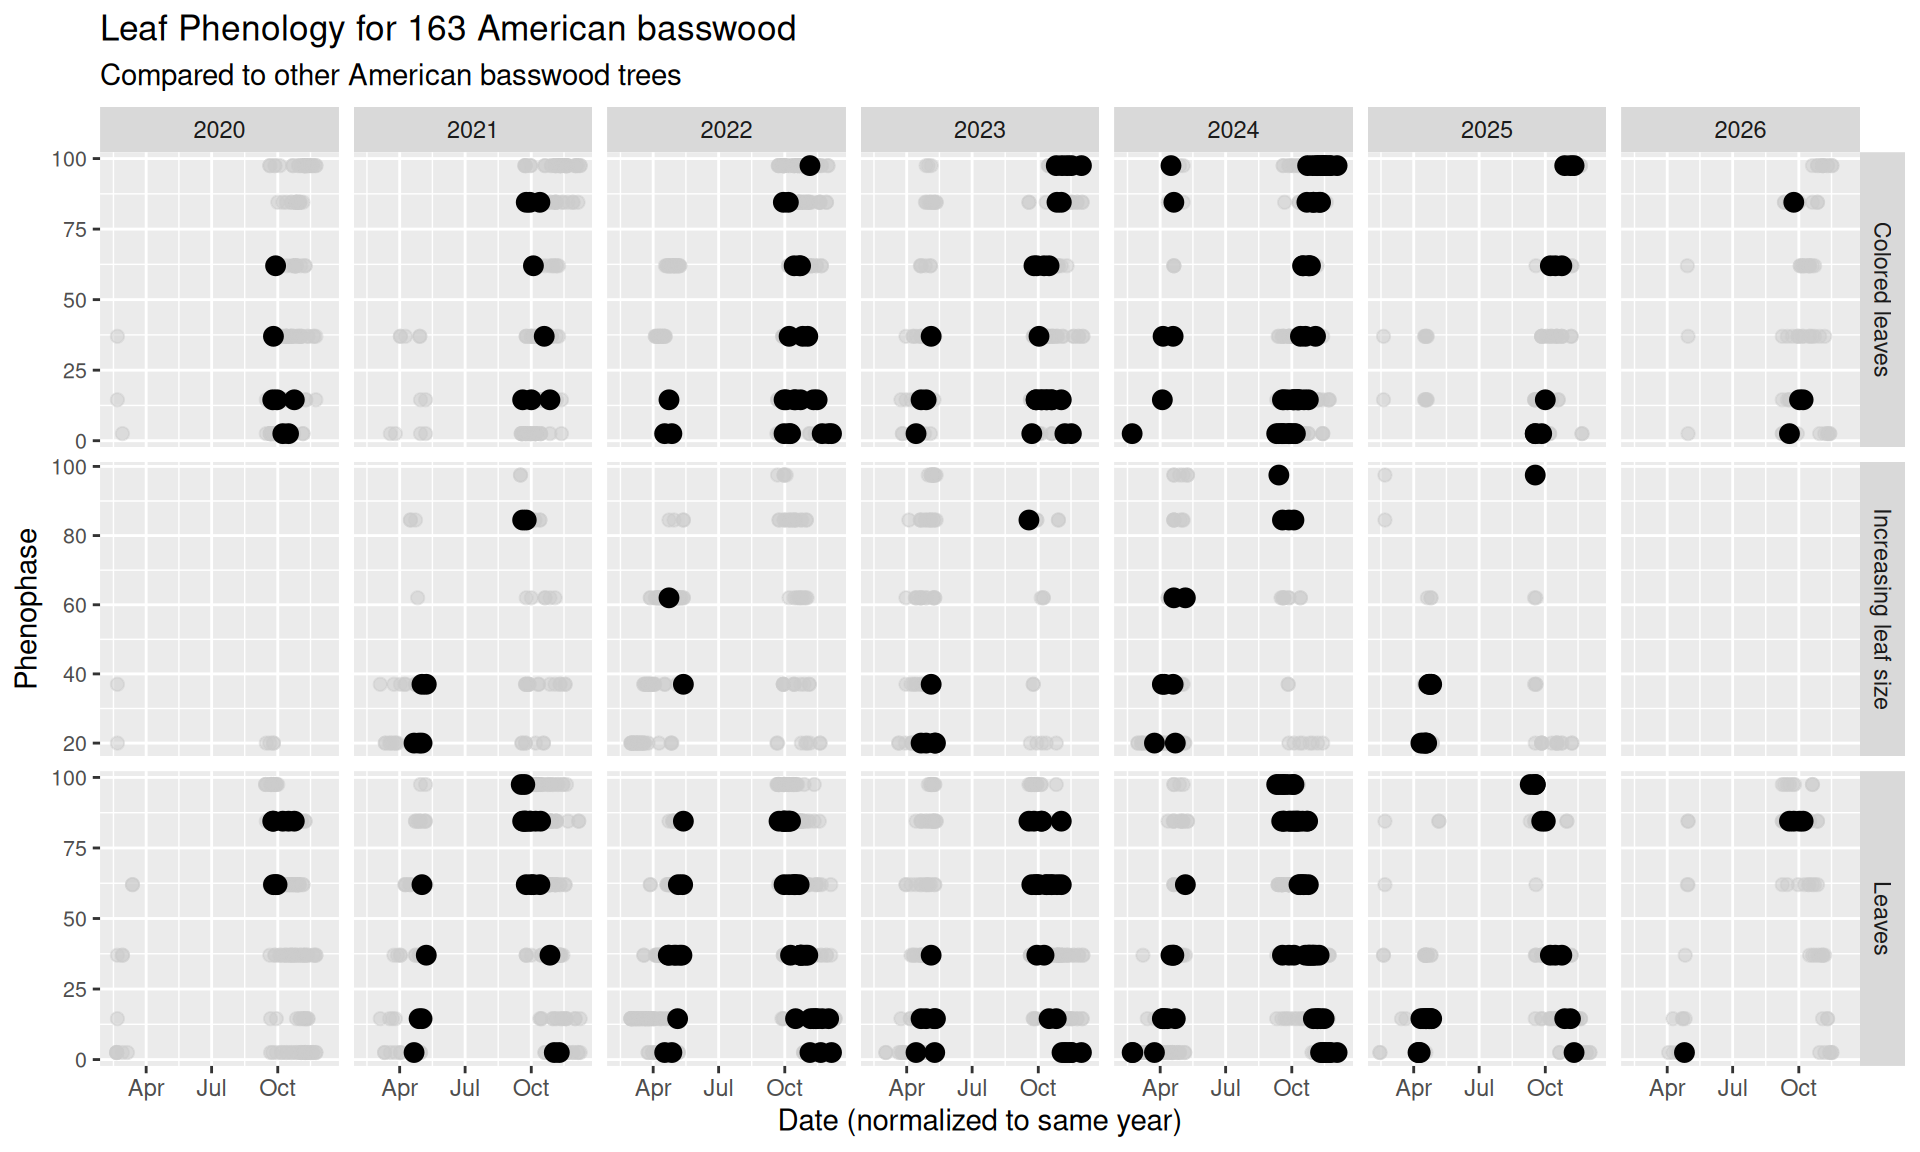 Leaf Phenology for 163 American basswood
Compared to other American basswood trees
2020 2021 2022 2023 2024 2025 2026
100
75
50
25
0
Colored leaves
100
80
60
40
20
Increasing leaf size
100
75
50
25
0
Leaves
Phenophase
Apr Jul Oct Apr Jul Oct Apr Jul Oct Apr Jul Oct Apr Jul Oct Apr Jul Oct Apr Jul Oct
Date (normalized to same year)